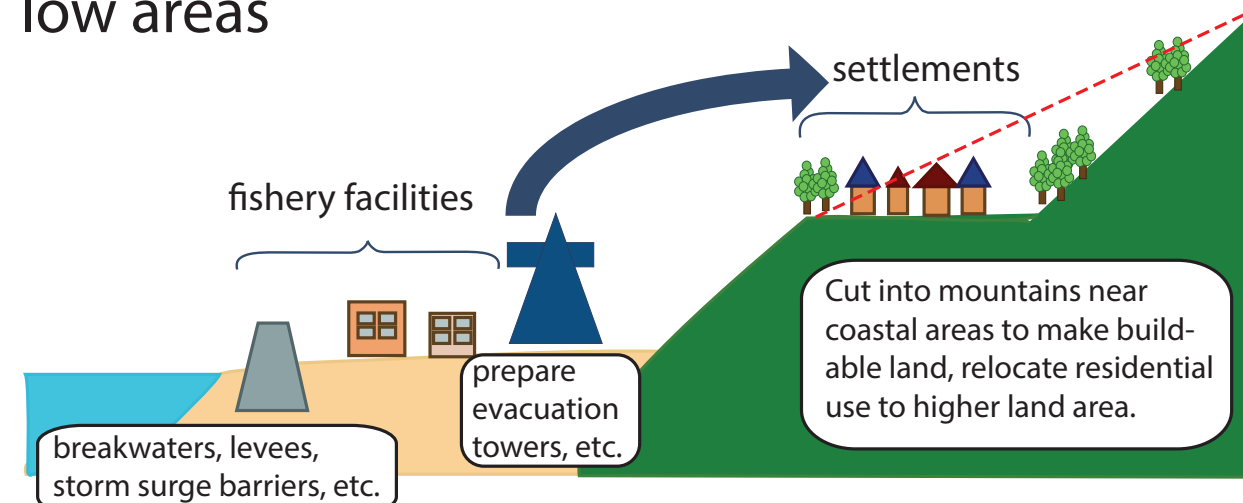 low areas
settlements
fishery facilities
Cut into mountains near
coastal areas to make build-
able land, relocate residential
use to higher land area.
prepare
evacuation
towers, etc.
breakwaters, levees,
storm surge barriers, etc.